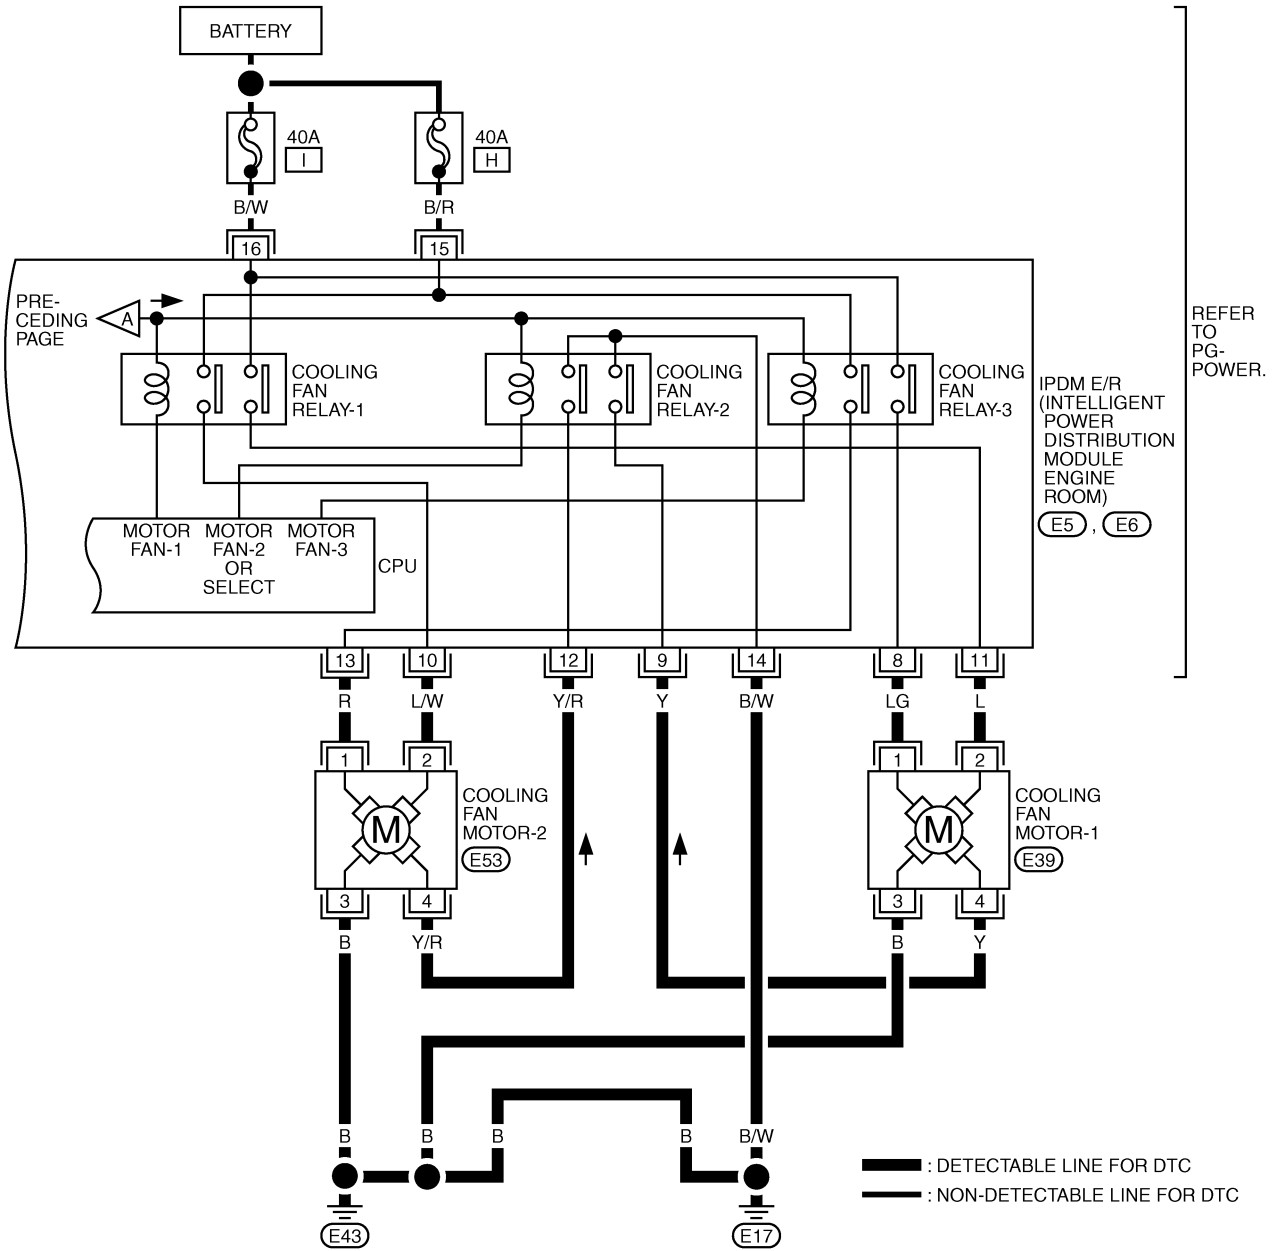 BATTERY
40A
I
40A
H
B/W
B/R
16
15
PRE-
CEDING
PAGE
A
COOLING
FAN
RELAY-1
COOLING
FAN
RELAY-2
COOLING
FAN
RELAY-3
IPDM E/R
(INTELLIGENT
POWER
DISTRIBUTION
MODULE
ENGINE
ROOM)
E5 , E6
REFER
TO
PG-
POWER.
MOTOR
FAN-1
MOTOR
FAN-2
OR
SELECT
MOTOR
FAN-3
CPU
13
10
12
9
14
8
11
R
L/W
Y/R
Y
B/W
LG
L
1
2
1
2
M
COOLING
FAN
MOTOR-2
E53
M
COOLING
FAN
MOTOR-1
E39
3
4
3
4
B
Y/R
B
Y
B
B
B
B
B/W
E43
E17
: DETECTABLE LINE FOR DTC
: NON-DETECTABLE LINE FOR DTC